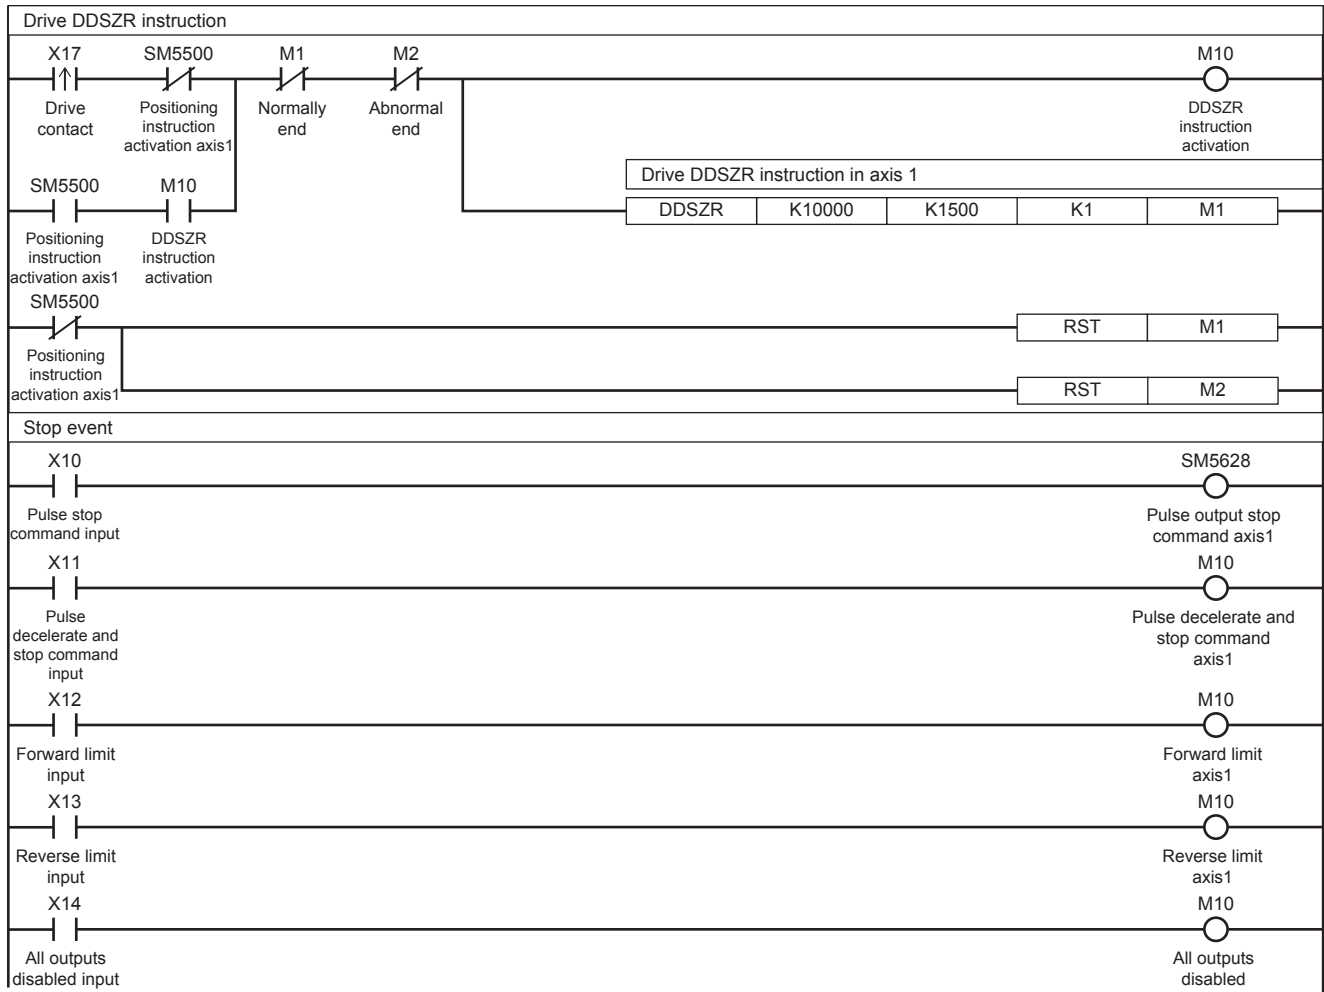 Drive DDSZR instruction
X17 SM5500 M1 M2 M10
Drive contact
Positioning instruction activation axis1
Normally end
Abnormal end
DDSZR instruction activation
Drive DDSZR instruction in axis 1
SM5500 M10
DDSZR K10000 K1500 K1 M1
Positioning instruction activation axis1
DDSZR instruction activation
SM5500
RST M1
Positioning instruction activation axis1
RST M2
Stop event
X10 SM5628
Pulse stop command input
Pulse output stop command axis1
X11 M10
Pulse decelerate and stop command input
Pulse decelerate and stop command axis1
X12 M10
Forward limit input
Forward limit axis1
X13 M10
Reverse limit input
Reverse limit axis1
X14 M10
All outputs disabled input
All outputs disabled